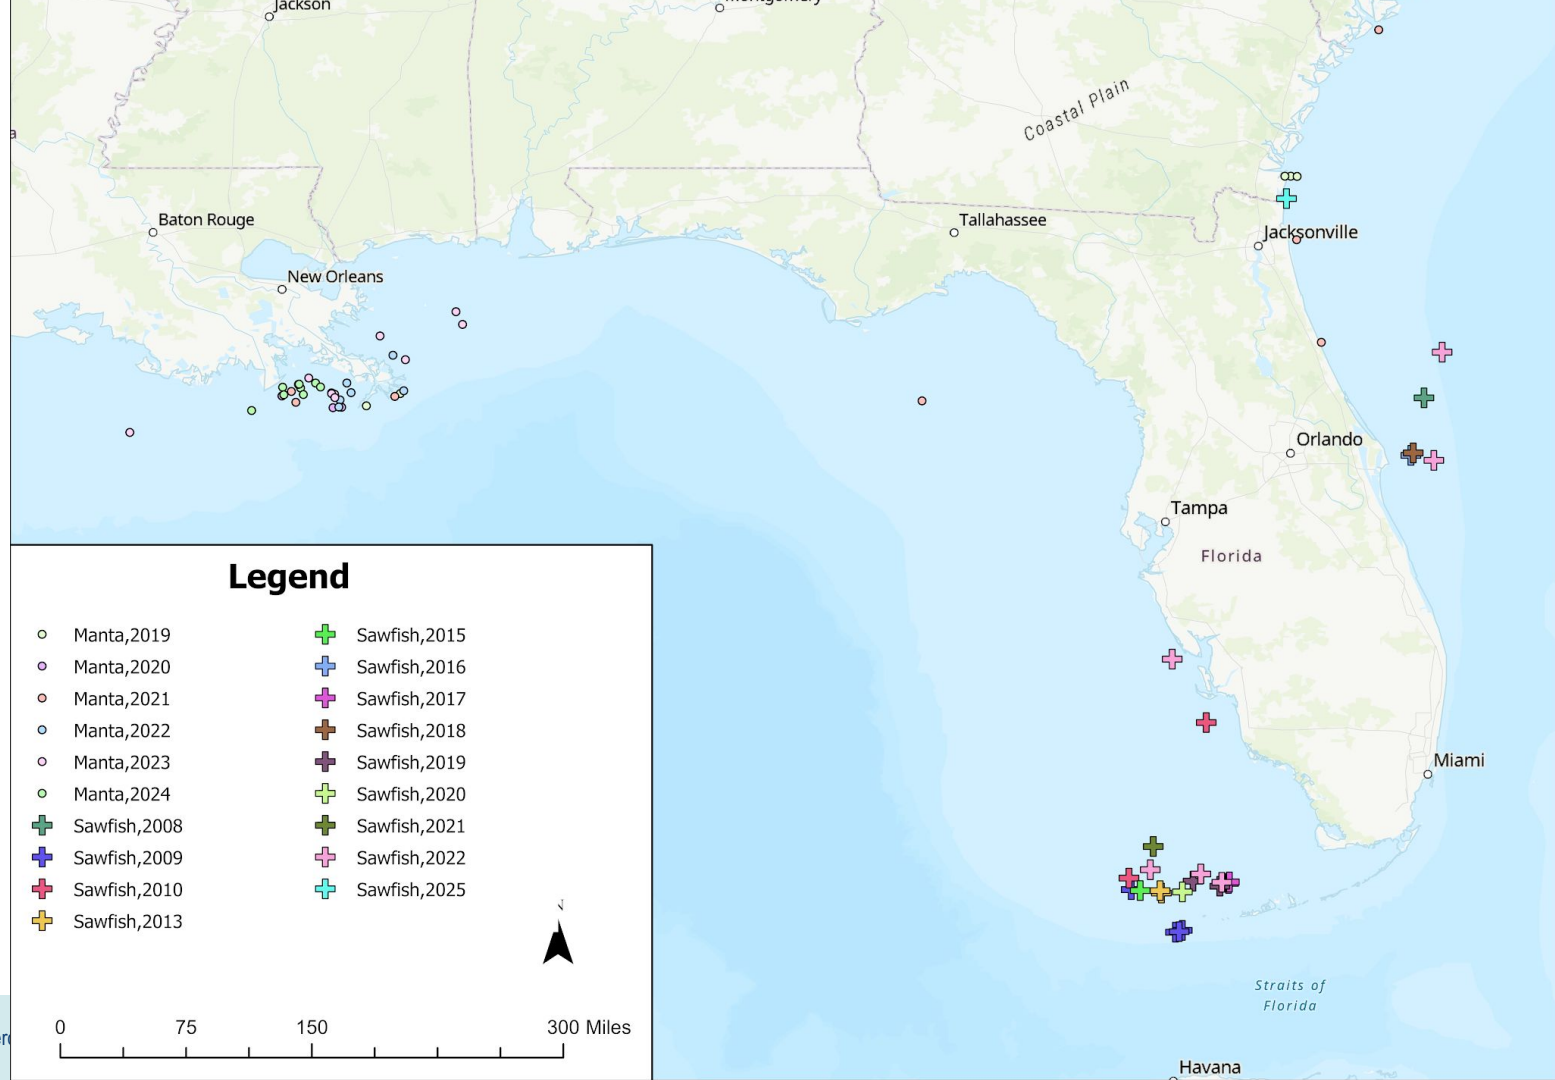 Jackson
Montgomery
Coastal Plain
a
Baton Rouge
Tallahassee
Jacksonville
New Orleans
Orlando
Tampa
Florida
Miami
Straits of
Florida
Havana
Legend
Manta,2019
Manta,2020
Manta,2021
Manta,2022
Manta,2023
Manta,2024
Sawfish,2008
Sawfish,2009
Sawfish,2010
Sawfish,2013
Sawfish,2015
Sawfish,2016
Sawfish,2017
Sawfish,2018
Sawfish,2019
Sawfish,2020
Sawfish,2021
Sawfish,2022
Sawfish,2025
N
0 75 150 300 Miles